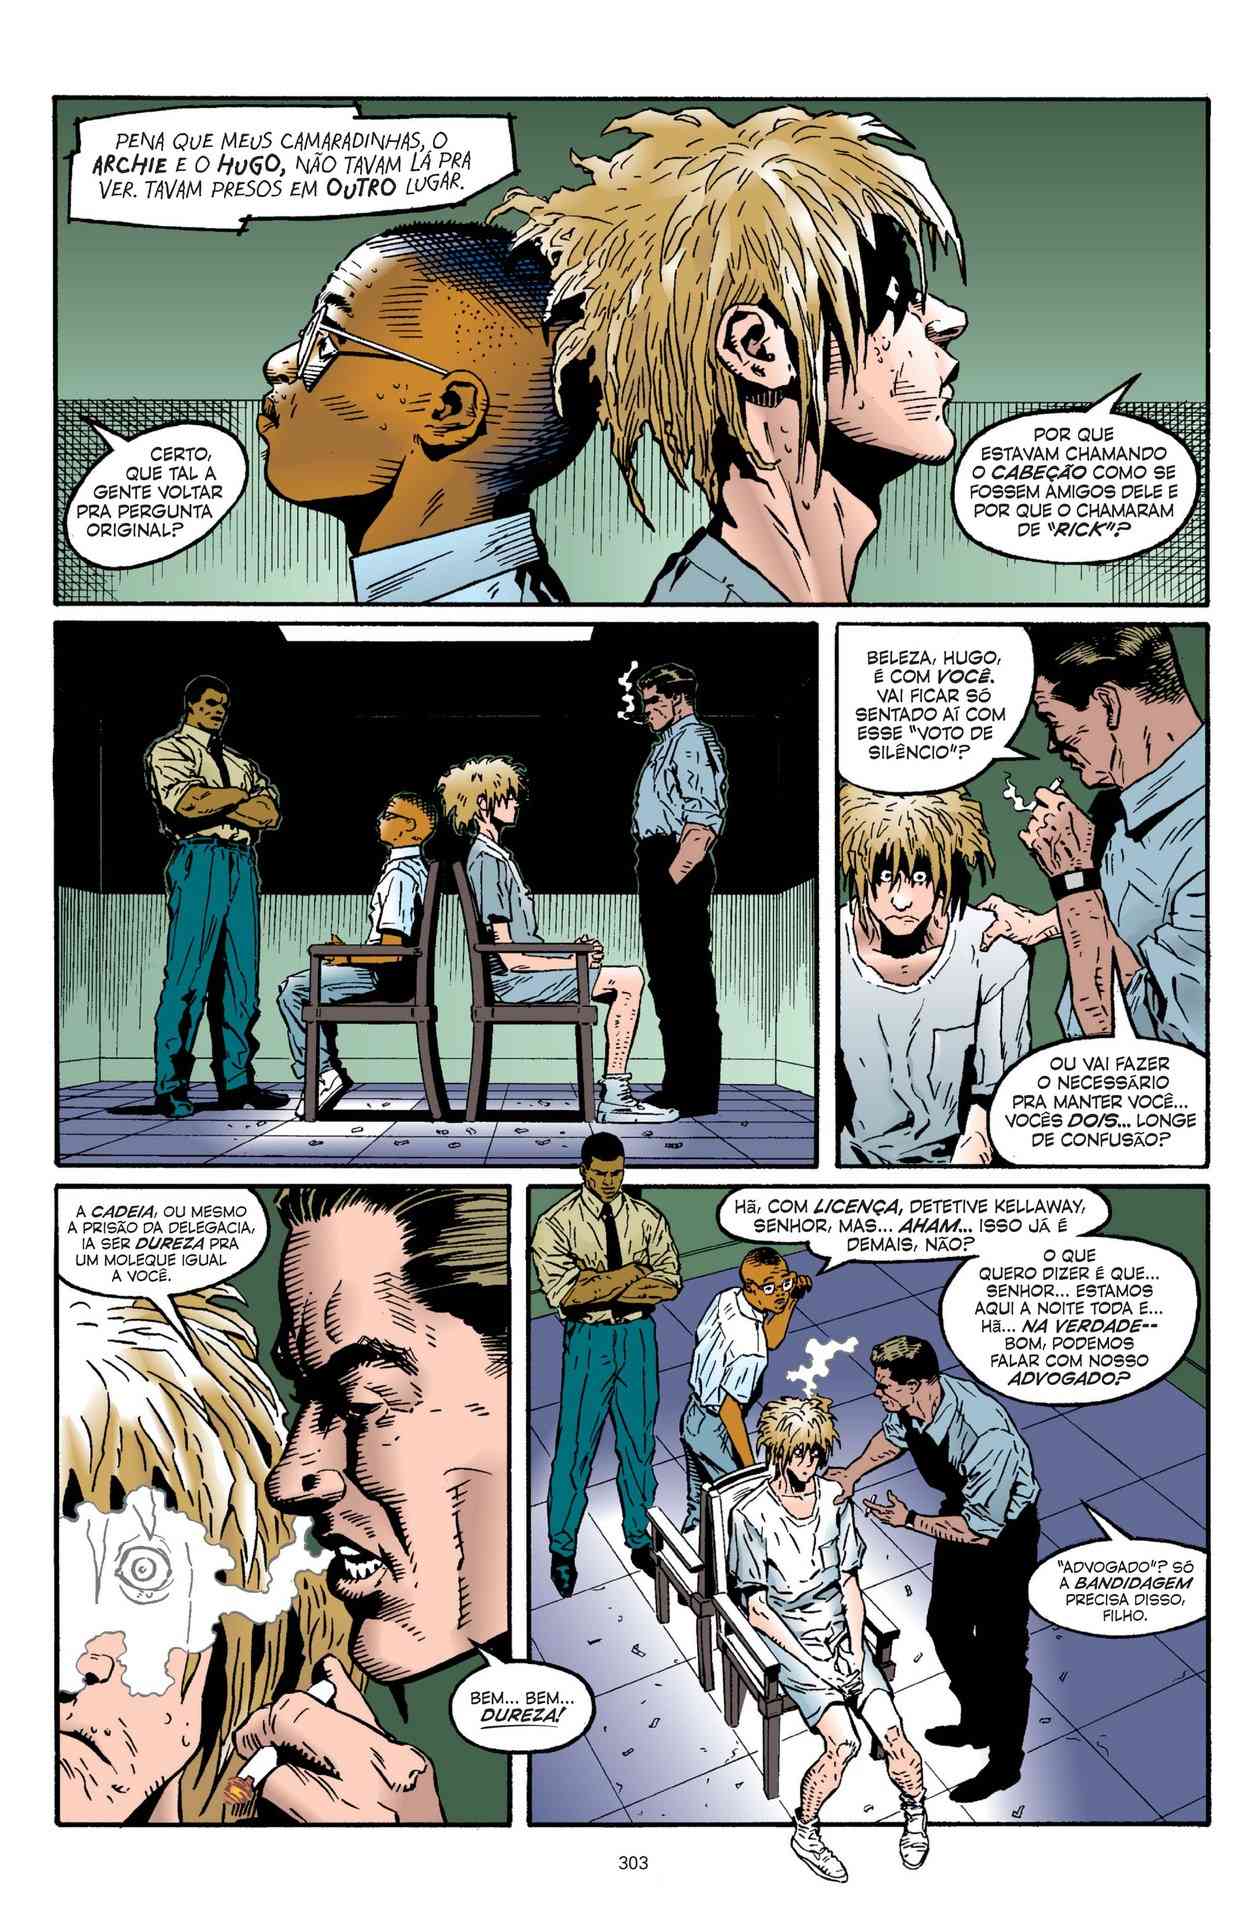 PENA QUE MEUS CAMARADINHAS, O
ARCHIE E O HUGO, NÃO TAVAM LÁ PRA
VER. TAVAM PRESOS EM OUTRO LUGAR.
CERTO,
QUE TAL A
GENTE VOLTAR
PRA PERGUNTA
ORIGINAL?
POR QUE
ESTAVAM CHAMANDO
O CABEÇÃO COMO SE
FOSSEM AMIGOS DELE E
POR QUE O CHAMARAM
DE "RICK"?
BELEZA, HUGO,
É COM VOCÊ.
VAI FICAR SÓ
SENTADO AÍ COM
ESSE "VOTO DE
SILÊNCIO"?
OU VAI FAZER
O NECESSÁRIO
PRA MANTER VOCÊ...
VOCÊS DOIS... LONGE
DE CONFUSÃO?
A CADEIA, OU MESMO
A PRISÃO DA DELEGACIA,
IA SER DUREZA PRA
UM MOLEQUE IGUAL
A VOCÊ.
BEM... BEM...
DUREZA!
Hã, COM LICENÇA, DETETIVE KELLAWAY,
SENHOR, MAS... AHAM... ISSO JÁ É
DEMAIS, NÃO?
O QUE
QUERO DIZER É QUE...
SENHOR... ESTAMOS
AQUI A NOITE TODA E...
Hã... NA VERDADE--
BOM, PODEMOS
FALAR COM NOSSO
ADVOGADO?
"ADVOGADO"? SÓ
A BANDIDAGEM
PRECISA DISSO,
FILHO.
303